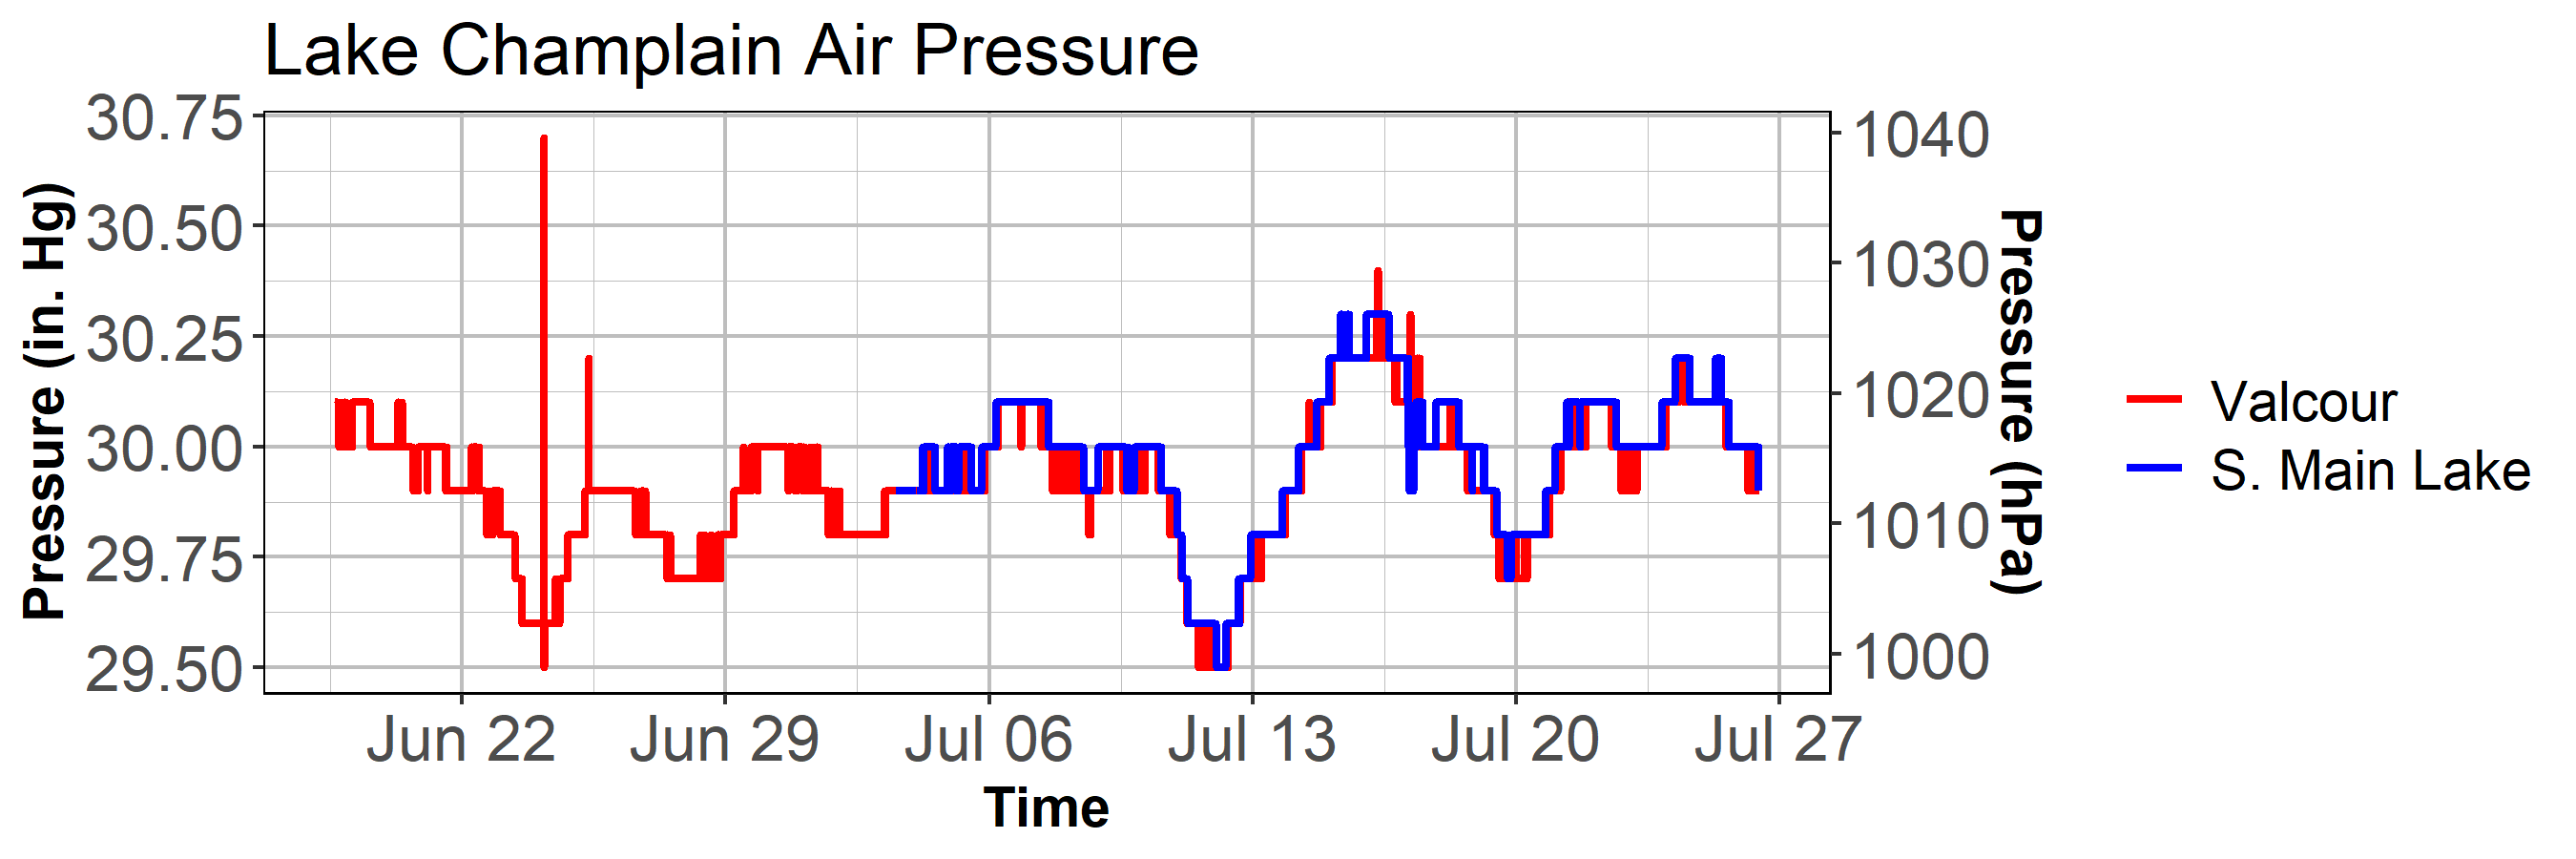 Lake Champlain Air Pressure
30.75
30.50
30.25
30.00
29.75
29.50
Pressure (in. Hg)
1040
1030
1020
1010
1000
Pressure (hPa)
Jun 22
Jun 29
Jul 06
Jul 13
Jul 20
Jul 27
Time
Valcour
S. Main Lake